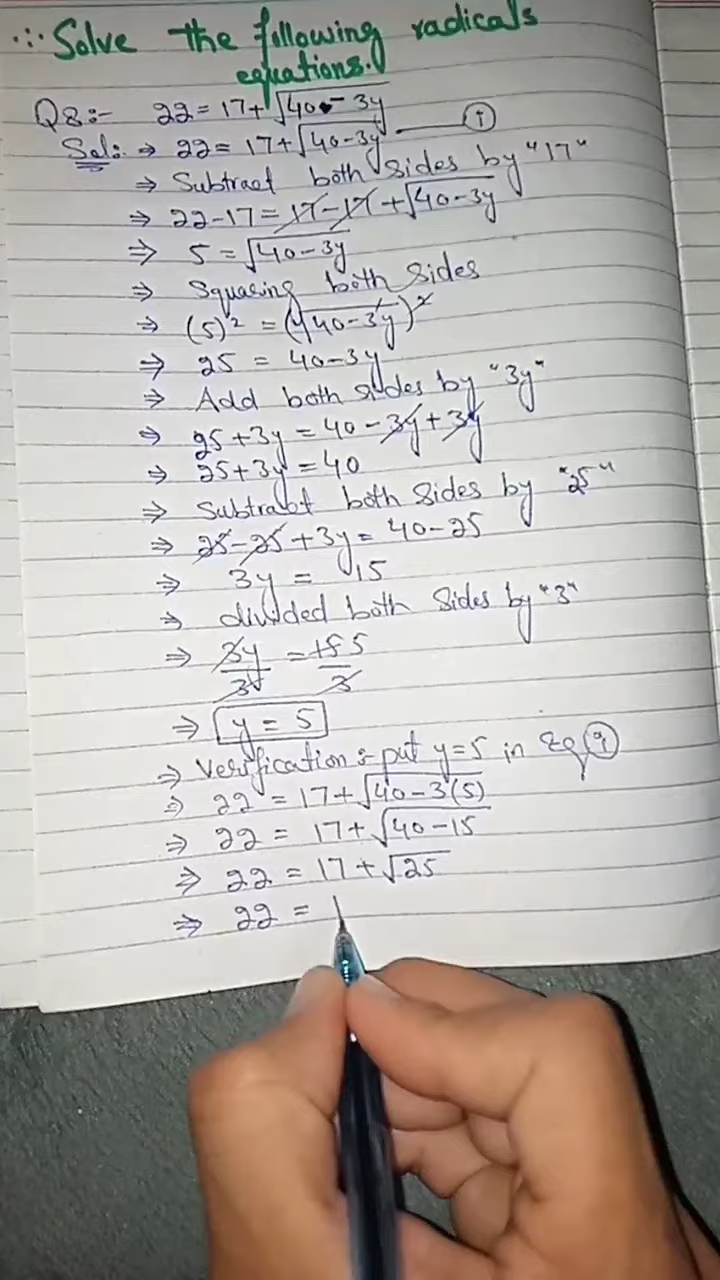 ∴ Solve the following radicals
equations.
Q8:- 22 = 17 + √40 - 3y
Sol: ⇒ 22 = 17 + √40 - 3y —— ①
⇒ Subtract both sides by "17"
⇒ 22 - 17 = 17 - 17 + √40 - 3y
⇒ 5 = √40 - 3y
⇒ Squaring both sides
⇒ (5)² = (√40 - 3y)²
⇒ 25 = 40 - 3y
⇒ Add both sides by "3y"
⇒ 25 + 3y = 40 - 3y + 3y
⇒ 25 + 3y = 40
⇒ Subtract both sides by "25"
⇒ 25 - 25 + 3y = 40 - 25
⇒ 3y = 15
⇒ divided both sides by "3"
⇒ 3y/3 = 15 5/3
⇒ y = 5
⇒ Verification: put y = 5 in Eq ①
⇒ 22 = 17 + √40 - 3(5)
⇒ 22 = 17 + √40 - 15
⇒ 22 = 17 + √25
⇒ 22 =